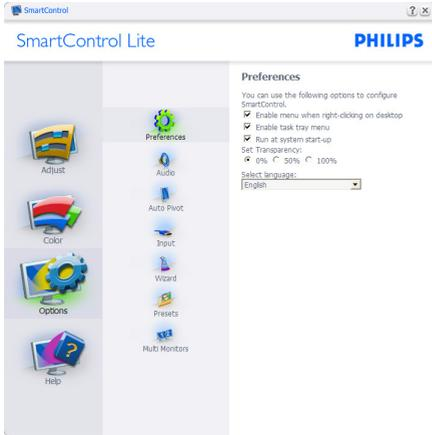 SmartControl
SmartControl Lite
PHILIPS
Adjust
Color
Options
Help
Preferences
Audio
Auto Pivot
Input
Wizard
Presets
Multi Monitors
Preferences
You can use the following options to configure
SmartControl.
Enable menu when right-clicking on desktop
Enable task tray menu
Run at system start-up
Set Transparency:
0% 50% 100%
Select language:
English